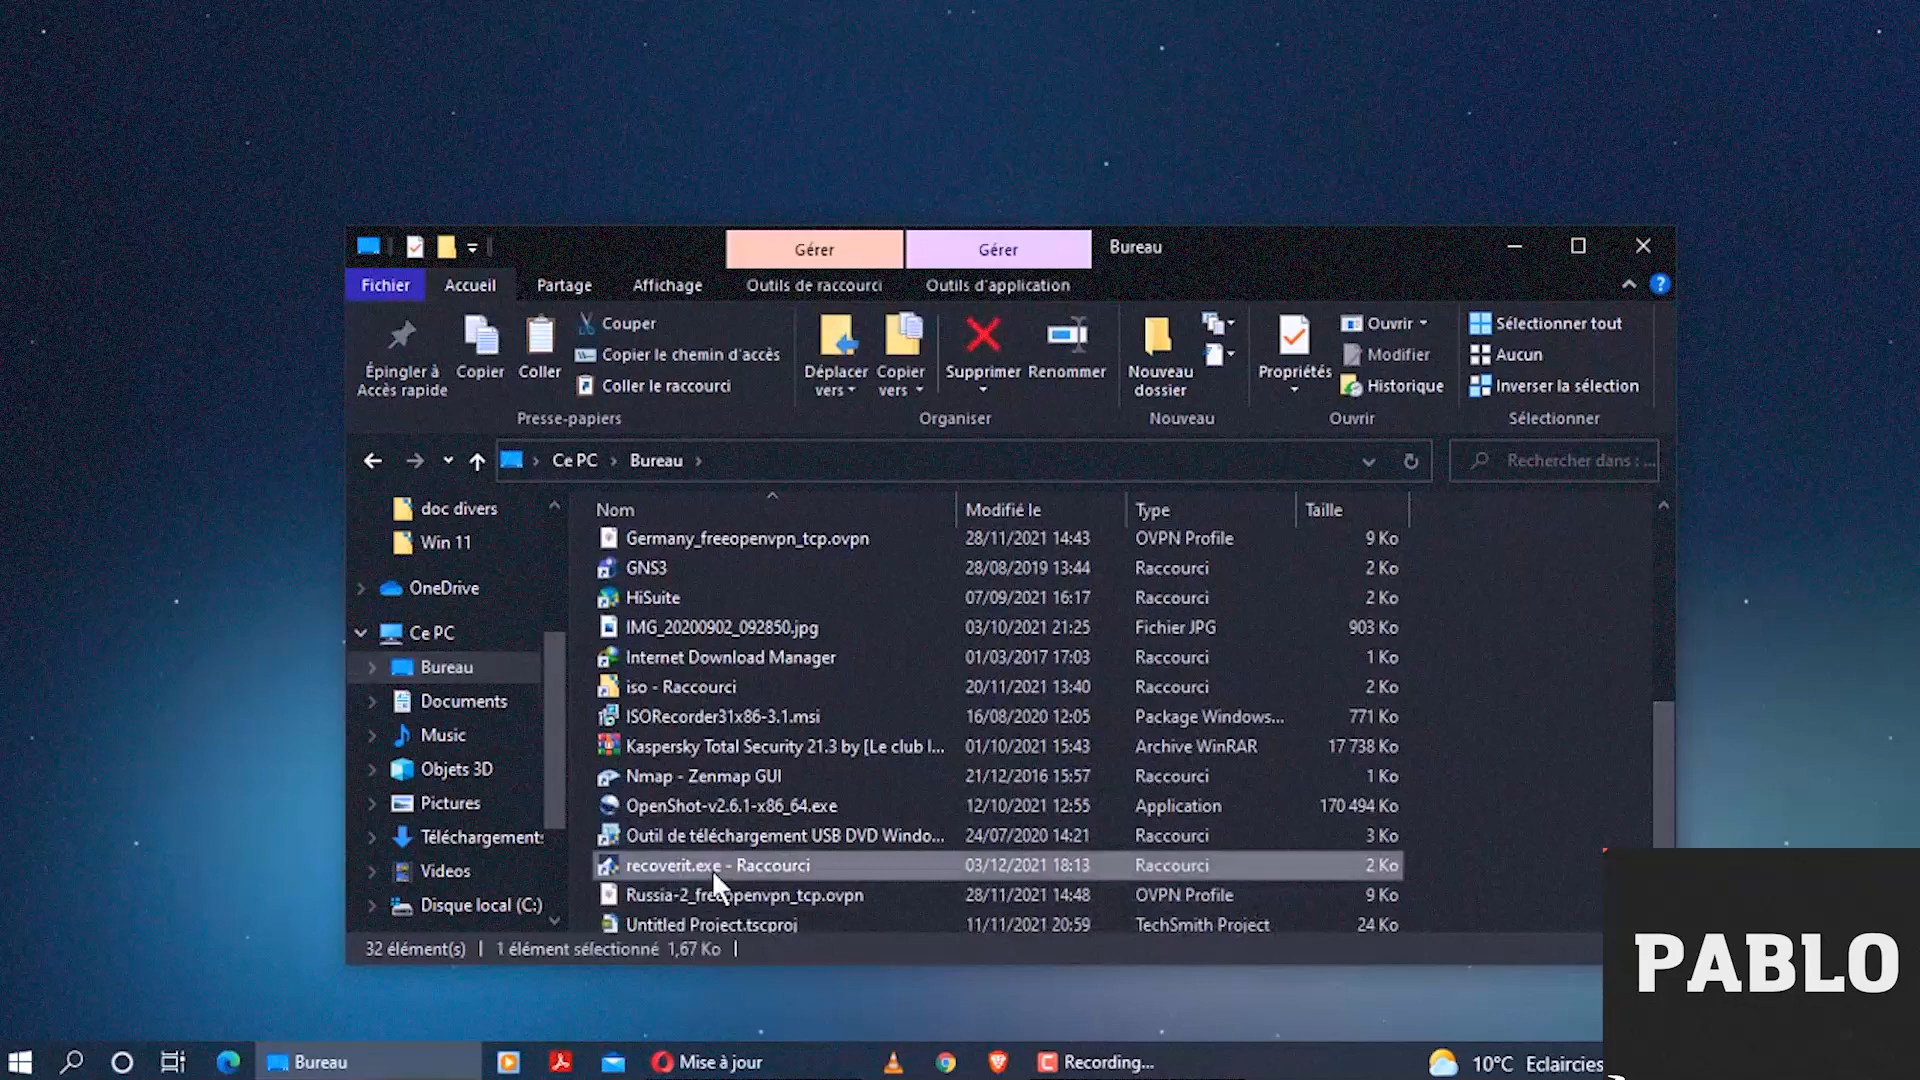 Gérer
Gérer
Bureau
Fichier
Accueil
Partage
Affichage
Outils de raccourci
Outils d'application
Épingler à
Accès rapide
Copier
Coller
Couper
Copier le chemin d'accès
Coller le raccourci
Presse-papiers
Déplacer
vers
Copier
vers
Supprimer
Renommer
Organiser
Nouveau
dossier
Nouveau
Propriétés
Ouvrir
Modifier
Historique
Ouvrir
Sélectionner tout
Aucun
Inverser la sélection
Sélectionner
Ce PC > Bureau >
Rechercher dans : ...
doc divers
Win 11
OneDrive
Ce PC
Bureau
Documents
Music
Objets 3D
Pictures
Téléchargements
Videos
Disque local (C:)
Nom Modifié le Type Taille
Germany_freeopenvpn_tcp.ovpn 28/11/2021 14:43 OVPN Profile 9 Ko
GNS3 28/08/2019 13:44 Raccourci 2 Ko
HiSuite 07/09/2021 16:17 Raccourci 2 Ko
IMG_20200902_092850.jpg 03/10/2021 21:25 Fichier JPG 903 Ko
Internet Download Manager 01/03/2017 17:03 Raccourci 1 Ko
iso - Raccourci 20/11/2021 13:40 Raccourci 2 Ko
ISORecorder31x86-3.1.msi 16/08/2020 12:05 Package Windows... 771 Ko
Kaspersky Total Security 21.3 by [Le club I... 01/10/2021 15:43 Archive WinRAR 17 738 Ko
Nmap - Zenmap GUI 21/12/2016 15:57 Raccourci 1 Ko
OpenShot-v2.6.1-x86_64.exe 12/10/2021 12:55 Application 170 494 Ko
Outil de téléchargement USB DVD Windo... 24/07/2020 14:21 Raccourci 3 Ko
recoverit.exe - Raccourci 03/12/2021 18:13 Raccourci 2 Ko
Russia-2_freeopenvpn_tcp.ovpn 28/11/2021 14:48 OVPN Profile 9 Ko
Untitled Project.tscproj 11/11/2021 20:59 TechSmith Project 24 Ko
32 élément(s) | 1 élément sélectionné 1,67 Ko |
PABLO
Bureau
Mise à jour
Recording...
10°C Eclaircies